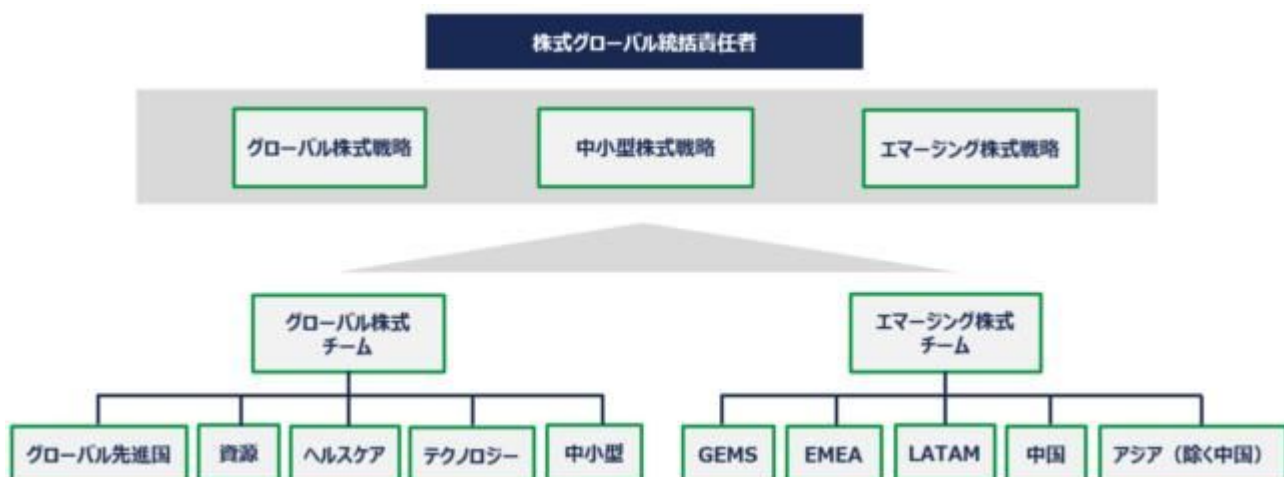 株式グローバル統括責任者
グローバル株式戦略
中小型株式戦略
エマージング株式戦略
グローバル株式
チーム
エマージング株式
チーム
グローバル先進国
資源
ヘルスケア
テクノロジー
中小型
GEMS
EMEA
LATAM
中国
アジア（除く中国）